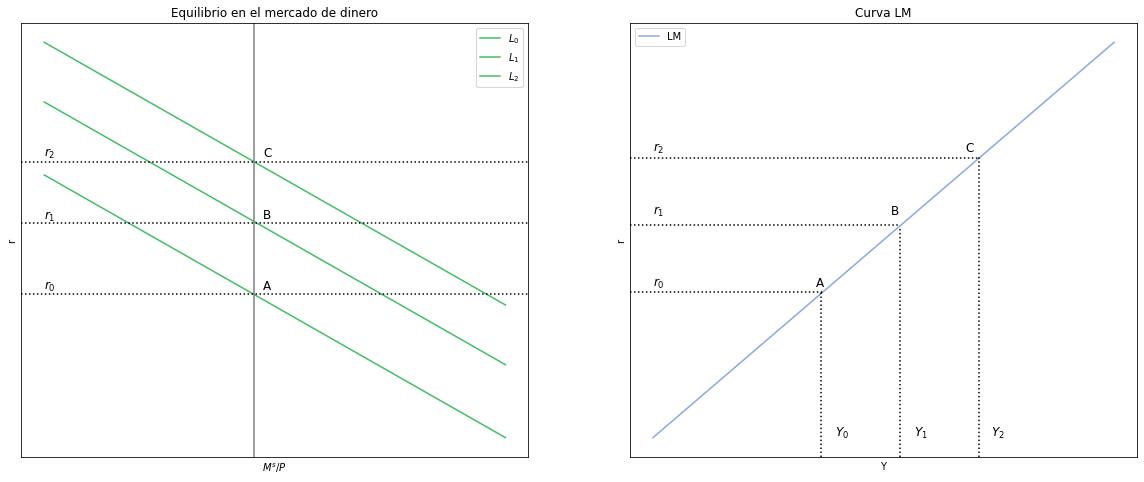 Equilibrio en el mercado de dinero
L₀
L₁
L₂
r₂
C
r₁
B
r₀
A
r
Mˢ/P
Curva LM
LM
r₂
C
r₁
B
r₀
A
Y₀
Y₁
Y₂
r
Y